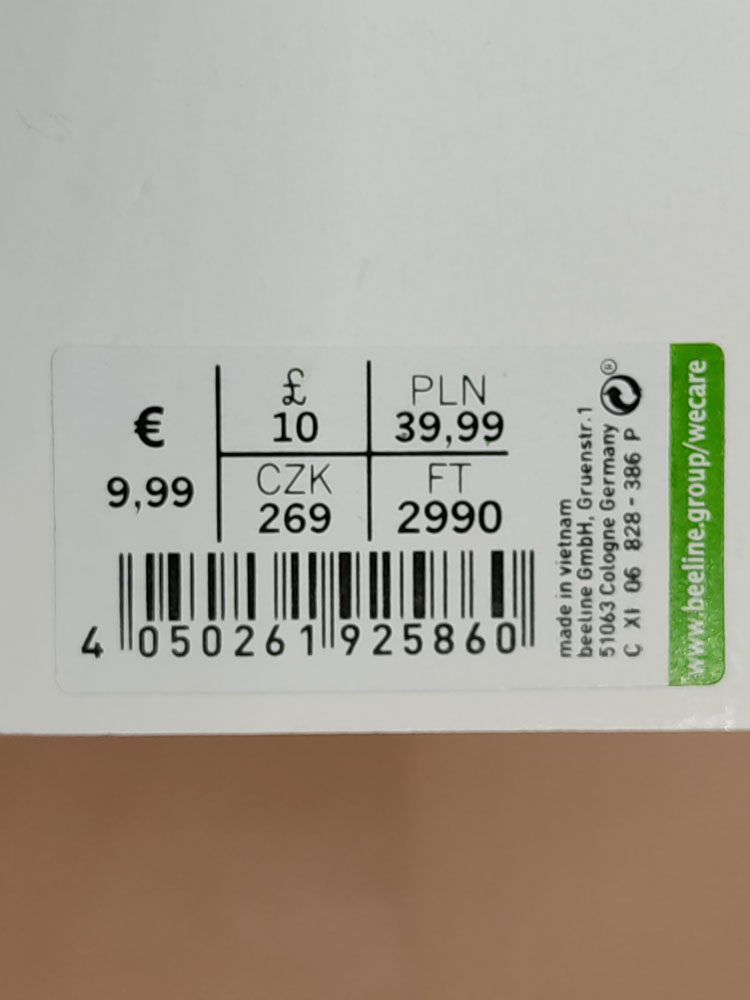 €
9,99
£
10
PLN
39,99
CZK
269
FT
2990
4 050261 925860
made in vietnam
beeline GmbH, Gruenstr. 1
51063 Cologne Germany
C XI 06 828 - 386 P
®
www.beeline.group/wecare